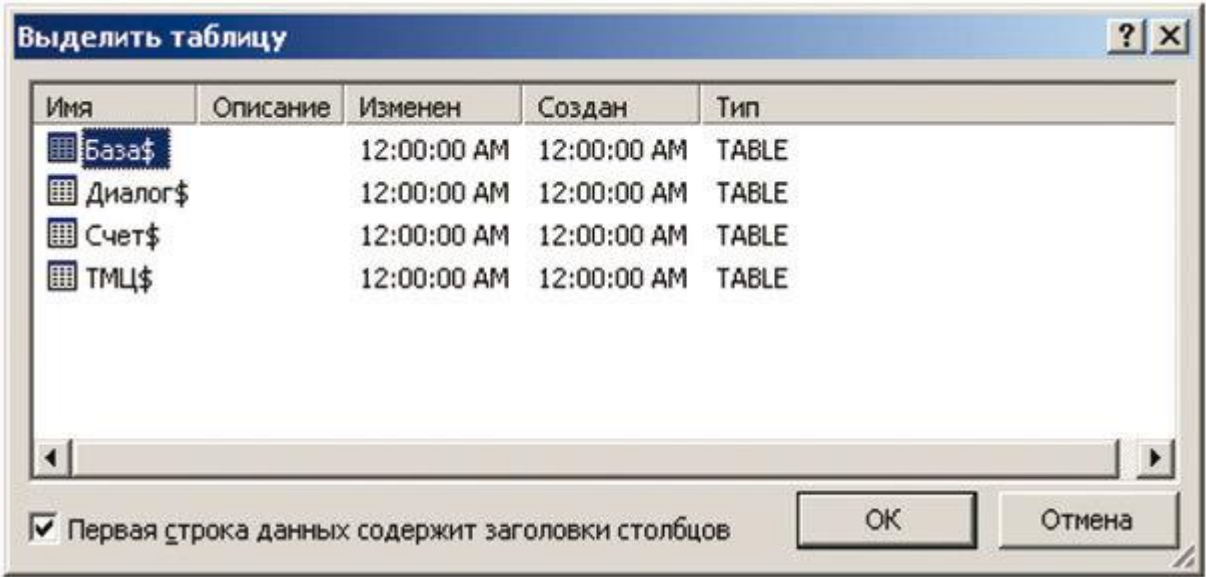 Выделить таблицу
Имя Описание Изменен Создан Тип
База$ 12:00:00 AM 12:00:00 AM TABLE
Диалог$ 12:00:00 AM 12:00:00 AM TABLE
Счет$ 12:00:00 AM 12:00:00 AM TABLE
ТМЦ$ 12:00:00 AM 12:00:00 AM TABLE
Первая строка данных содержит заголовки столбцов OK Отмена